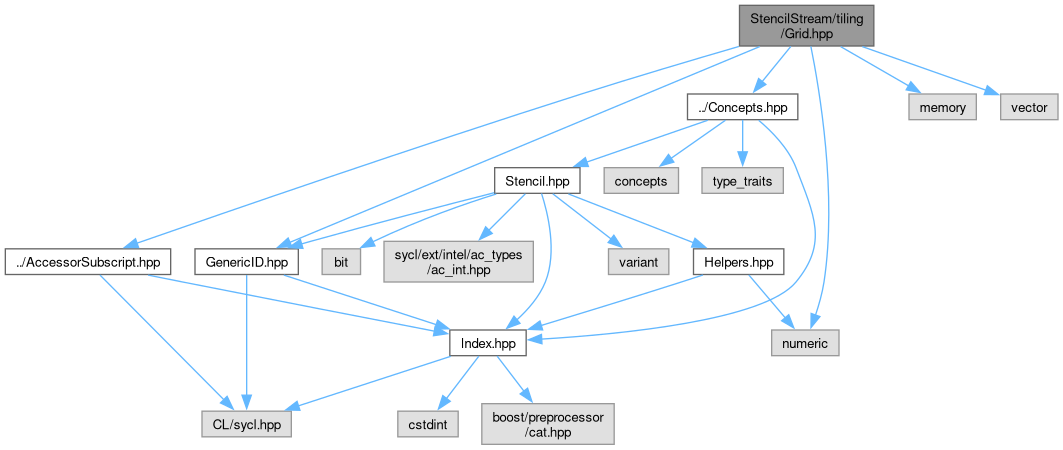 StencilStream/tiling
/Grid.hpp
../Concepts.hpp
memory
vector
Stencil.hpp
concepts
type_traits
../AccessorSubscript.hpp
GenericID.hpp
bit
sycl/ext/intel/ac_types
/ac_int.hpp
variant
Helpers.hpp
Index.hpp
numeric
CL/sycl.hpp
cstdint
boost/preprocessor
/cat.hpp